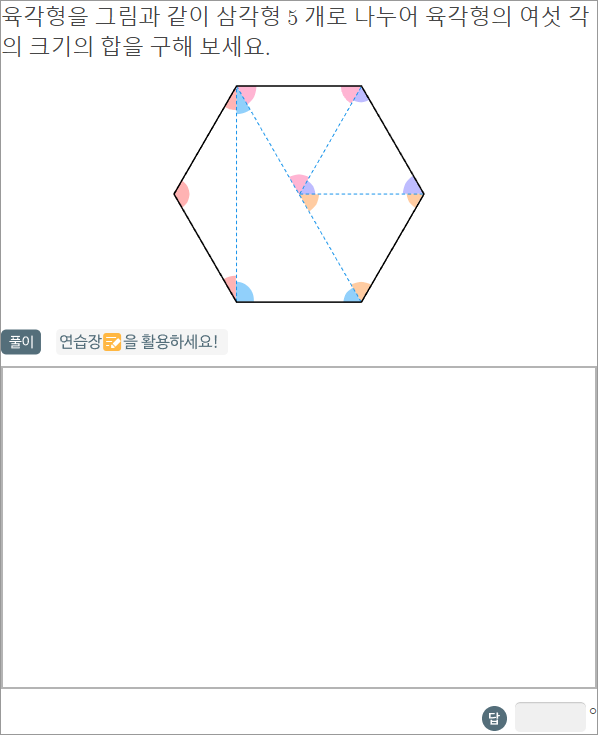 육각형을 그림과 같이 삼각형 5 개로 나누어 육각형의 여섯 각
의 크기의 합을 구해 보세요.
풀이 연습장을 활용하세요!
답 °